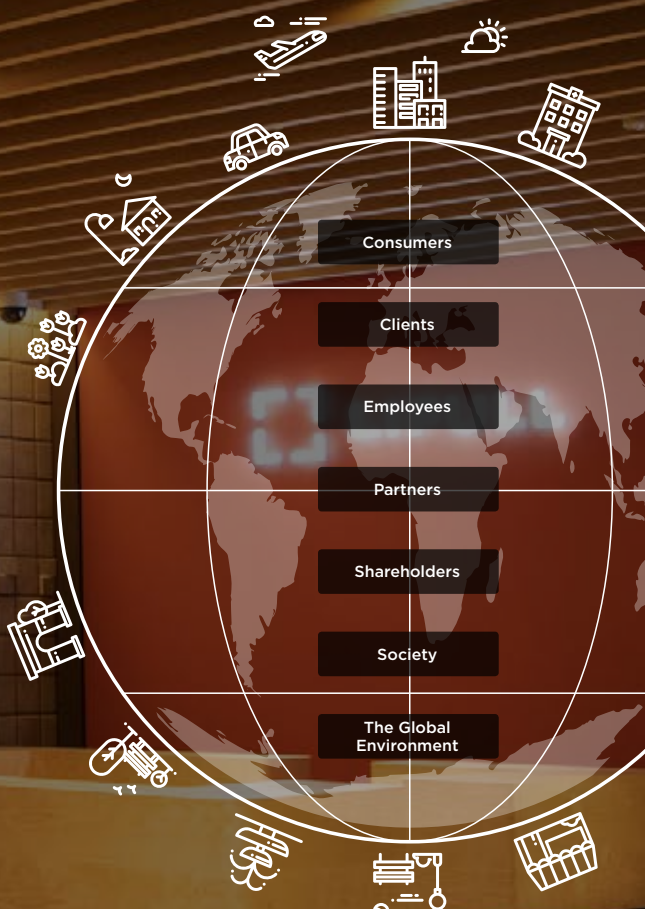 Consumers
Clients
Employees
Partners
Shareholders
Society
The Global
Environment